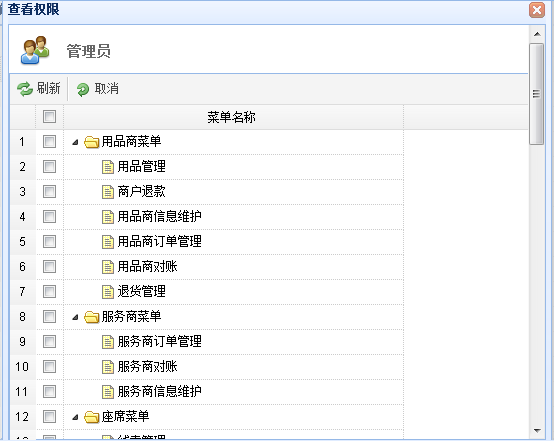 查看权限
管理员
刷新 取消
菜单名称
1 用品商菜单
2 用品管理
3 商户退款
4 用品商信息维护
5 用品商订单管理
6 用品商对账
7 退货管理
8 服务商菜单
9 服务商订单管理
10 服务商对账
11 服务商信息维护
12 座席菜单